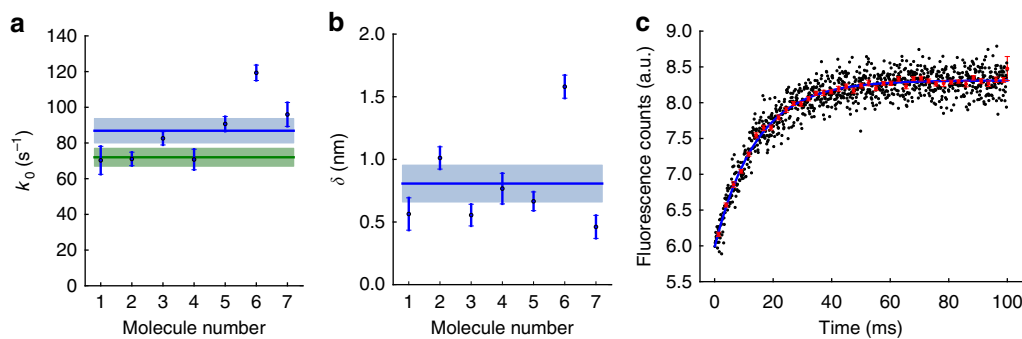 a
k₀ (s⁻¹)
140
120
100
80
60
40
20
0
1 2 3 4 5 6 7
Molecule number
b
δ (nm)
2.0
1.5
1.0
0.5
0.0
1 2 3 4 5 6 7
Molecule number
c
Fluorescence counts (a.u.)
9.0
8.5
8.0
7.5
7.0
6.5
6.0
5.5
0 20 40 60 80 100
Time (ms)